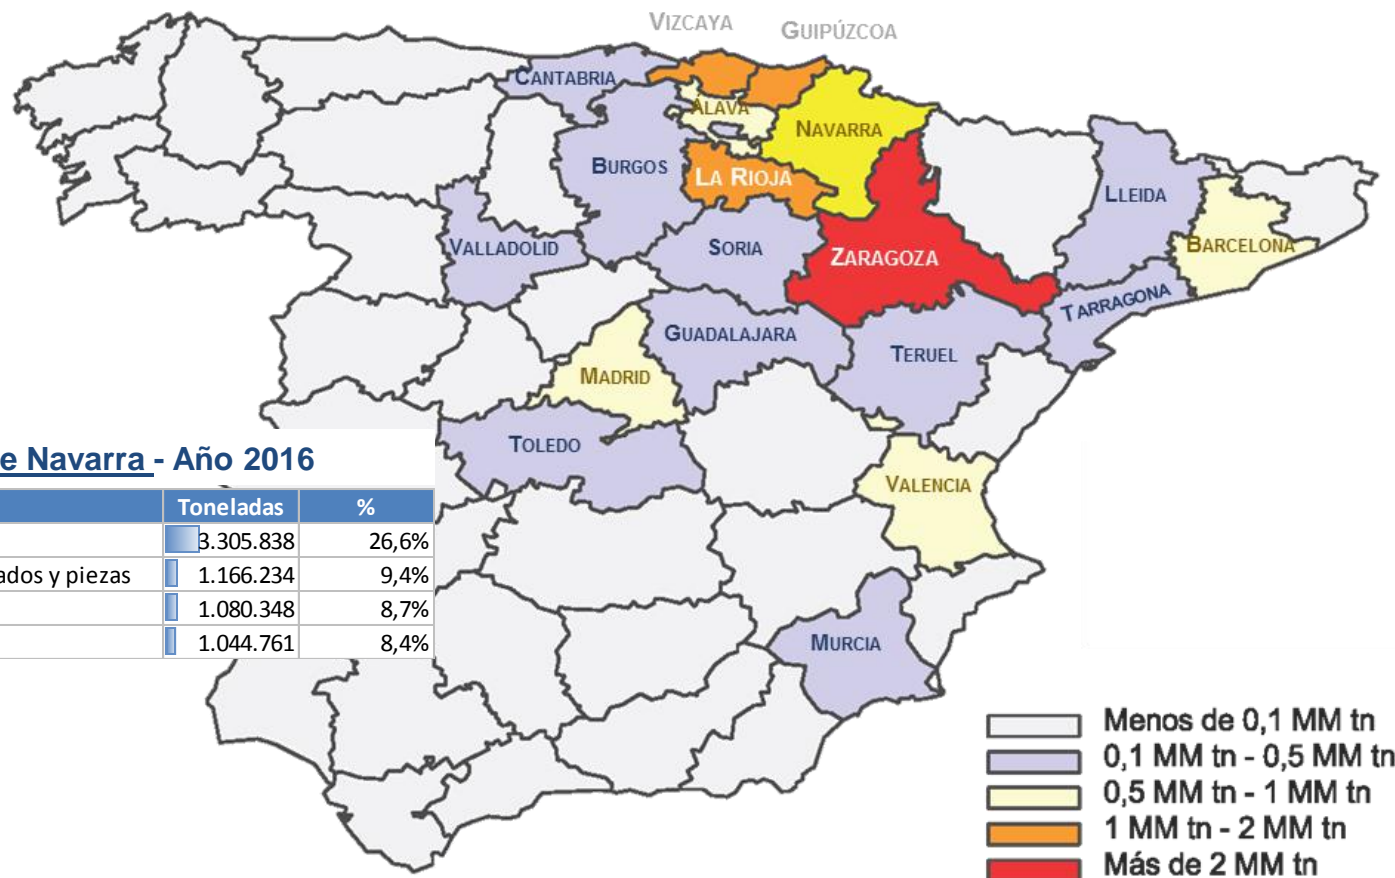 VIZCAYA
GUIPÚZCOA
CANTABRIA
ÁLAVA
NAVARRA
BURGOS
LA RIOJA
LLEIDA
VALLADOLID
SORIA
ZARAGOZA
BARCELONA
TARRAGONA
GUADALAJARA
TERUEL
MADRID
TOLEDO
VALENCIA
MURCIA
e Navarra - Año 2016
Toneladas %
3.305.838 26,6%
ados y piezas 1.166.234 9,4%
1.080.348 8,7%
1.044.761 8,4%
Menos de 0,1 MM tn
0,1 MM tn - 0,5 MM tn
0,5 MM tn - 1 MM tn
1 MM tn - 2 MM tn
Más de 2 MM tn